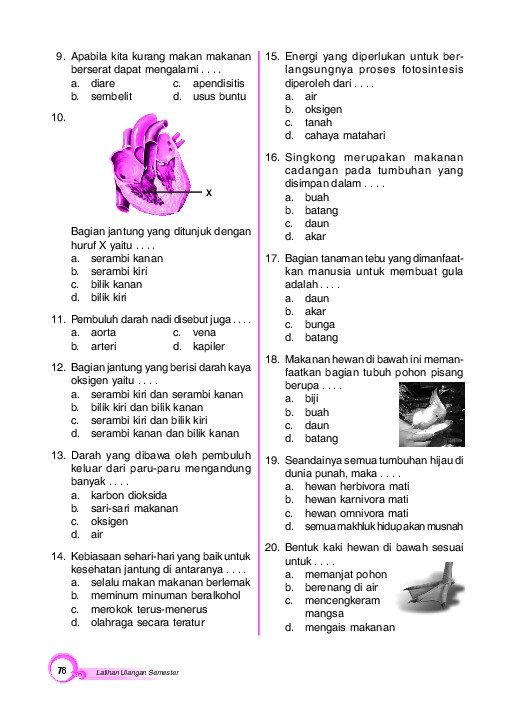 9. Apabila kita kurang makan makanan
berserat dapat mengalami . . . .
a. diare c. apendisitis
b. sembelit d. usus buntu
10.
X
Bagian jantung yang ditunjuk dengan
huruf X yaitu . . . .
a. serambi kanan
b. serambi kiri
c. bilik kanan
d. bilik kiri
11. Pembuluh darah nadi disebut juga . . . .
a. aorta c. vena
b. arteri d. kapiler
12. Bagian jantung yang berisi darah kaya
oksigen yaitu . . . .
a. serambi kiri dan serambi kanan
b. bilik kiri dan bilik kanan
c. serambi kiri dan bilik kiri
d. serambi kanan dan bilik kanan
13. Darah yang dibawa oleh pembuluh
keluar dari paru-paru mengandung
banyak . . . .
a. karbon dioksida
b. sari-sari makanan
c. oksigen
d. air
14. Kebiasaan sehari-hari yang baik untuk
kesehatan jantung di antaranya . . . .
a. selalu makan makanan berlemak
b. meminum minuman beralkohol
c. merokok terus-menerus
d. olahraga secara teratur
15. Energi yang diperlukan untuk ber-
langsungnya proses fotosintesis
diperoleh dari . . . .
a. air
b. oksigen
c. tanah
d. cahaya matahari
16. Singkong merupakan makanan
cadangan pada tumbuhan yang
disimpan dalam . . . .
a. buah
b. batang
c. daun
d. akar
17. Bagian tanaman tebu yang dimanfaat-
kan manusia untuk membuat gula
adalah . . . .
a. daun
b. akar
c. bunga
d. batang
18. Makanan hewan di bawah ini meman-
faatkan bagian tubuh pohon pisang
berupa . . . .
a. biji
b. buah
c. daun
d. batang
19. Seandainya semua tumbuhan hijau di
dunia punah, maka . . . .
a. hewan herbivora mati
b. hewan karnivora mati
c. hewan omnivora mati
d. semua makhluk hidup akan musnah
20. Bentuk kaki hewan di bawah sesuai
untuk . . . .
a. memanjat pohon
b. berenang di air
c. mencengkeram
mangsa
d. mengais makanan
78 Latihan Ulangan Semester